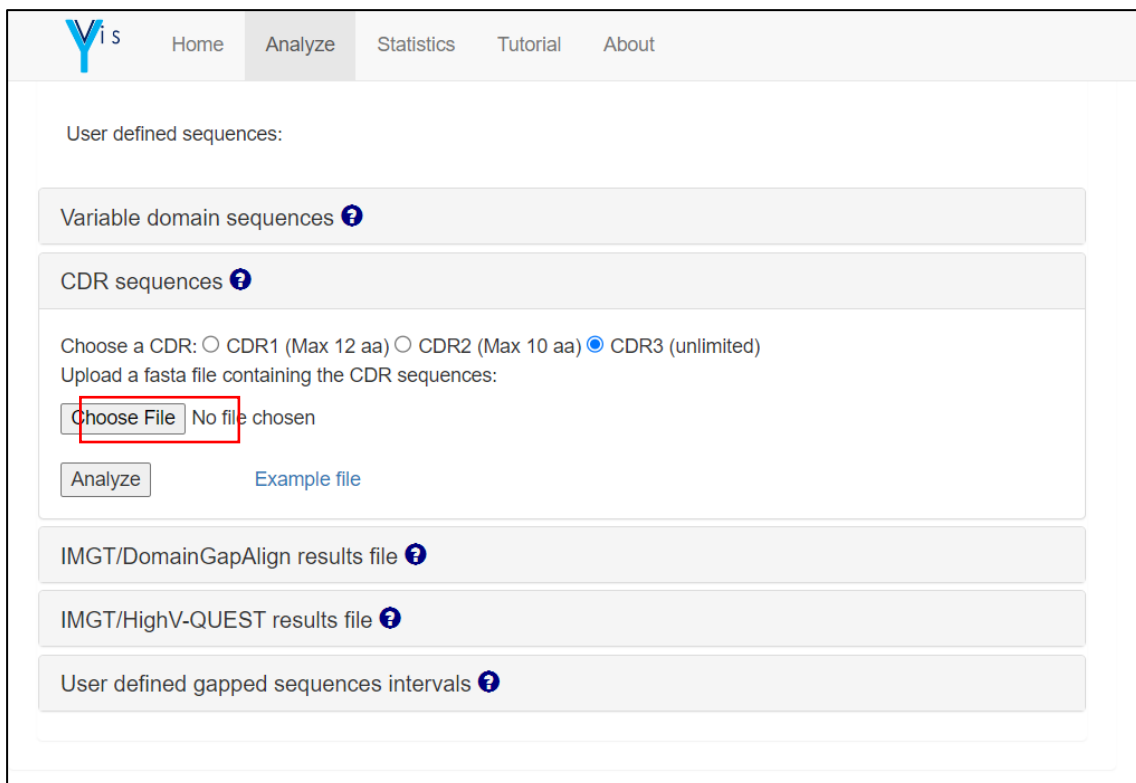 Yis
Home Analyze Statistics Tutorial About
User defined sequences:
Variable domain sequences ?
CDR sequences ?
Choose a CDR: CDR1 (Max 12 aa) CDR2 (Max 10 aa) CDR3 (unlimited)
Upload a fasta file containing the CDR sequences:
Choose File No file chosen
Analyze Example file
IMGT/DomainGapAlign results file ?
IMGT/HighV-QUEST results file ?
User defined gapped sequences intervals ?